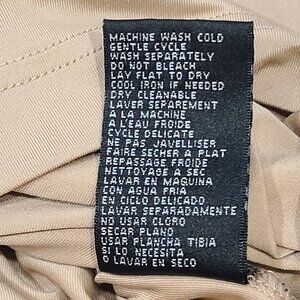 MACHINE WASH COLD
GENTLE CYCLE
WASH SEPARATELY
DO NOT BLEACH
LAY FLAT TO DRY
COOL IRON IF NEEDED
DRY CLEANABLE
LAVER SEPAREMENT
A LA MACHINE
A L'EAU FROIDE
CYCLE DELICATE
NE PAS JAVELLISER
FAIRE SECHER A PLAT
REPASSAGE FROIDE
NETTOYAGE A SEC
LAVAR EN MAQUINA
CON AGUA FRIA
EN CICLO DELICADO
LAVAR SEPARADAMENTE
NO USAR CLORO
SECAR PLANO
USAR PLANCHA TIBIA
SI LO NECESITA
O LAVAR EN SECO